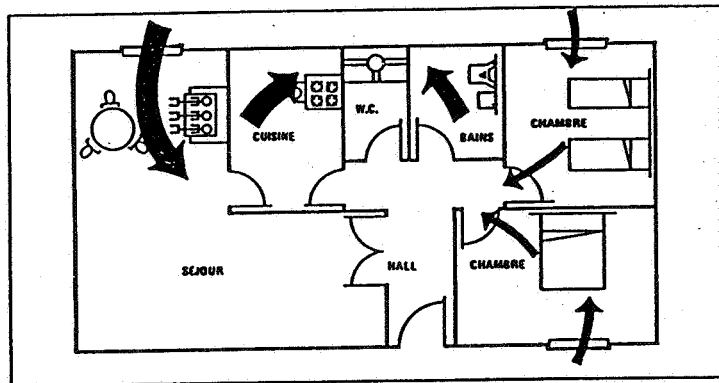 W.C.
CUISINE
BAINS
CHAMBRE
SEJOUR
HALL
CHAMBRE